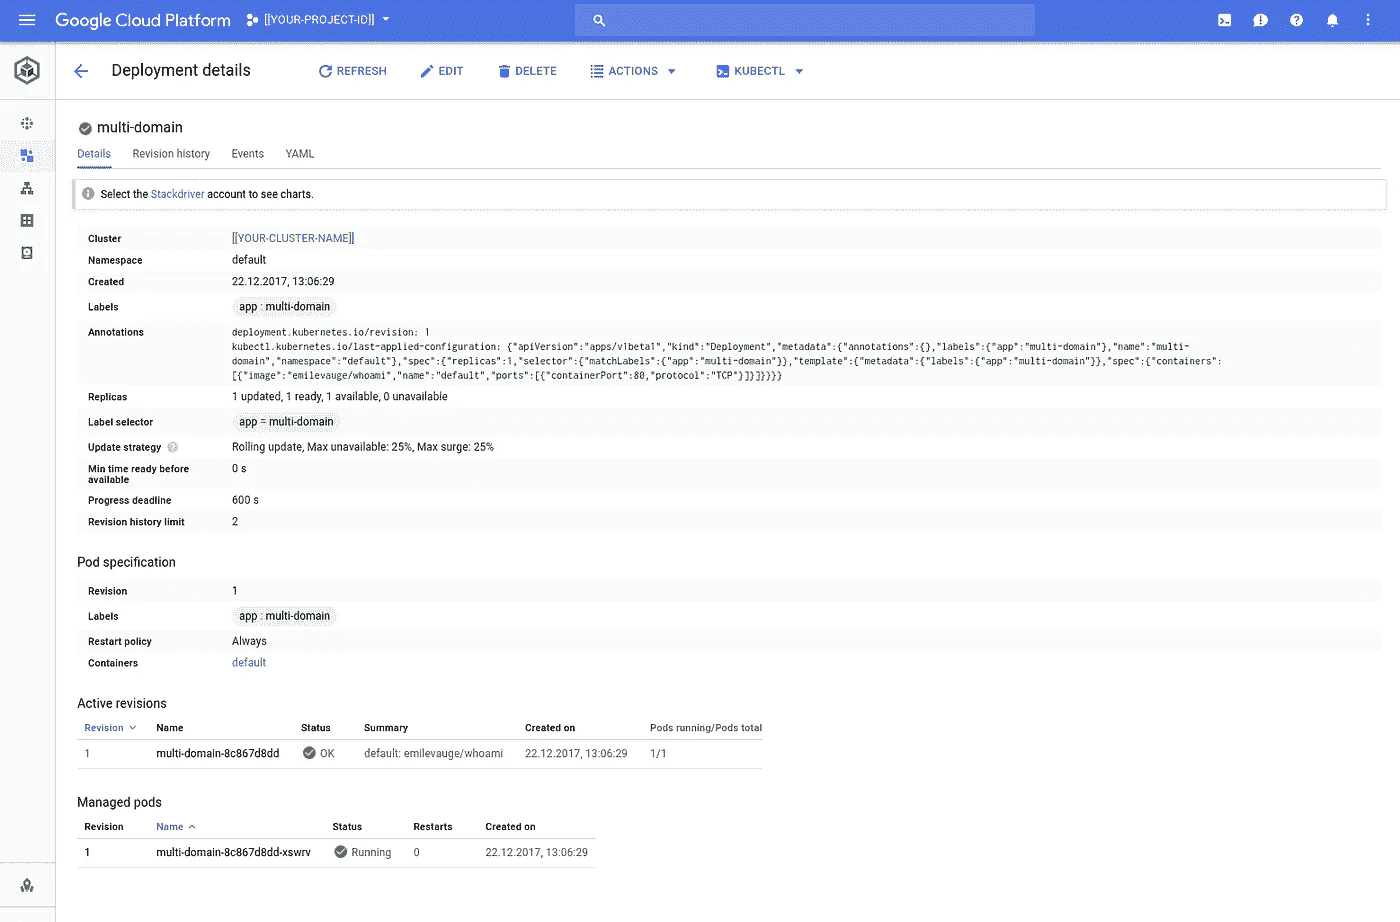 Google Cloud Platform [[YOUR-PROJECT-ID]]
Deployment details REFRESH EDIT DELETE ACTIONS KUBECTL
multi-domain
Details Revision history Events YAML
Select the Stackdriver account to see charts.
Cluster [[YOUR-CLUSTER-NAME]]
Namespace default
Created 22.12.2017, 13:06:29
Labels app : multi-domain
Annotations deployment.kubernetes.io/revision: 1
kubectl.kubernetes.io/last-applied-configuration: {"apiVersion":"apps/v1beta1","kind":"Deployment","metadata":{"annotations":{},"labels":{"app":"multi-domain"},"name":"multi-
domain","namespace":"default"},"spec":{"replicas":1,"selector":{"matchLabels":{"app":"multi-domain"}},"template":{"metadata":{"labels":{"app":"multi-domain"}},"spec":{"containers":
[{"image":"emilevauge/whoami","name":"default","ports":[{"containerPort":80,"protocol":"TCP"}]}]}}}}
Replicas 1 updated, 1 ready, 1 available, 0 unavailable
Label selector app = multi-domain
Update strategy Rolling update, Max unavailable: 25%, Max surge: 25%
Min time ready before 0 s
available
Progress deadline 600 s
Revision history limit 2
Pod specification
Revision 1
Labels app : multi-domain
Restart policy Always
Containers default
Active revisions
Revision Name Status Summary Created on Pods running/Pods total
1 multi-domain-8c867d8dd OK default: emilevauge/whoami 22.12.2017, 13:06:29 1/1
Managed pods
Revision Name Status Restarts Created on
1 multi-domain-8c867d8dd-xswrv Running 0 22.12.2017, 13:06:29